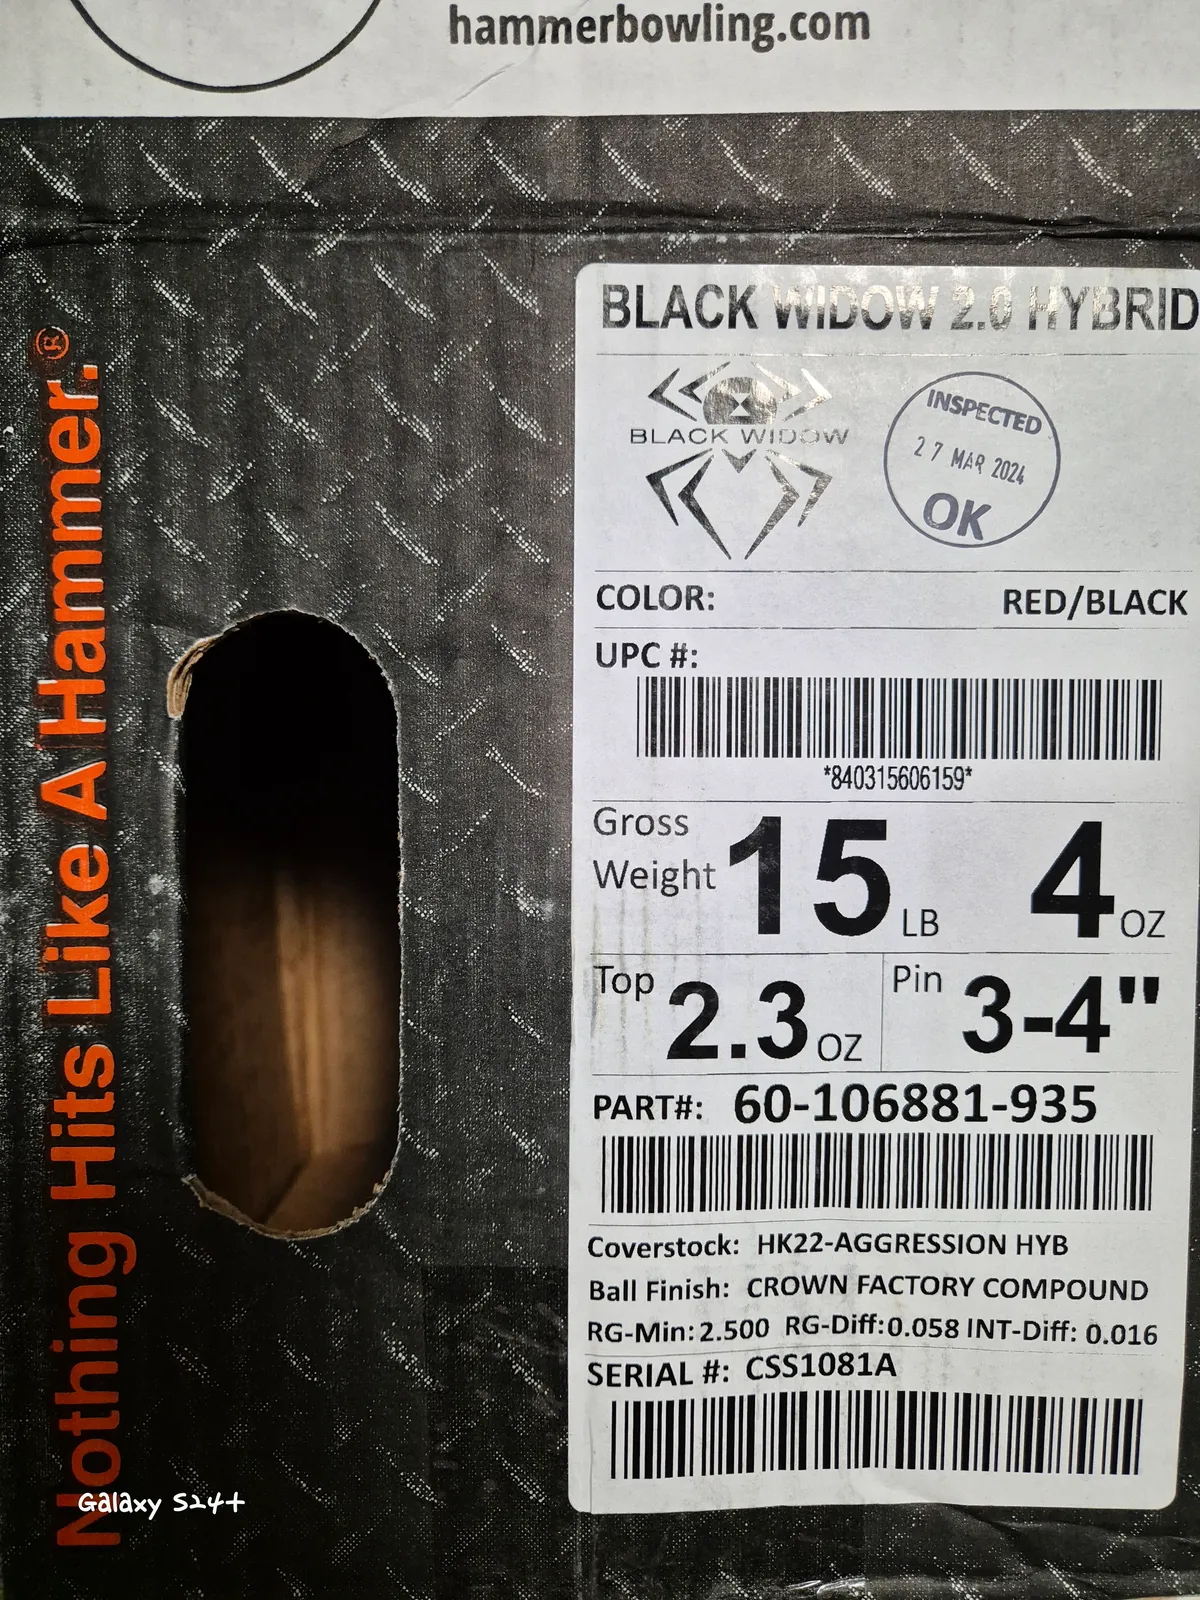 hammerbowling.com
Nothing Hits Like A Hammer.®
BLACK WIDOW 2.0 HYBRID
BLACK WIDOW
INSPECTED
27 MAR 2024
OK
COLOR: RED/BLACK
UPC #:
*840315606159*
Gross
Weight 15 LB 4 OZ
Top 2.3 OZ Pin 3-4"
PART#: 60-106881-935
Coverstock: HK22-AGGRESSION HYB
Ball Finish: CROWN FACTORY COMPOUND
RG-Min: 2.500 RG-Diff: 0.058 INT-Diff: 0.016
SERIAL #: CSS1081A
Galaxy S24+